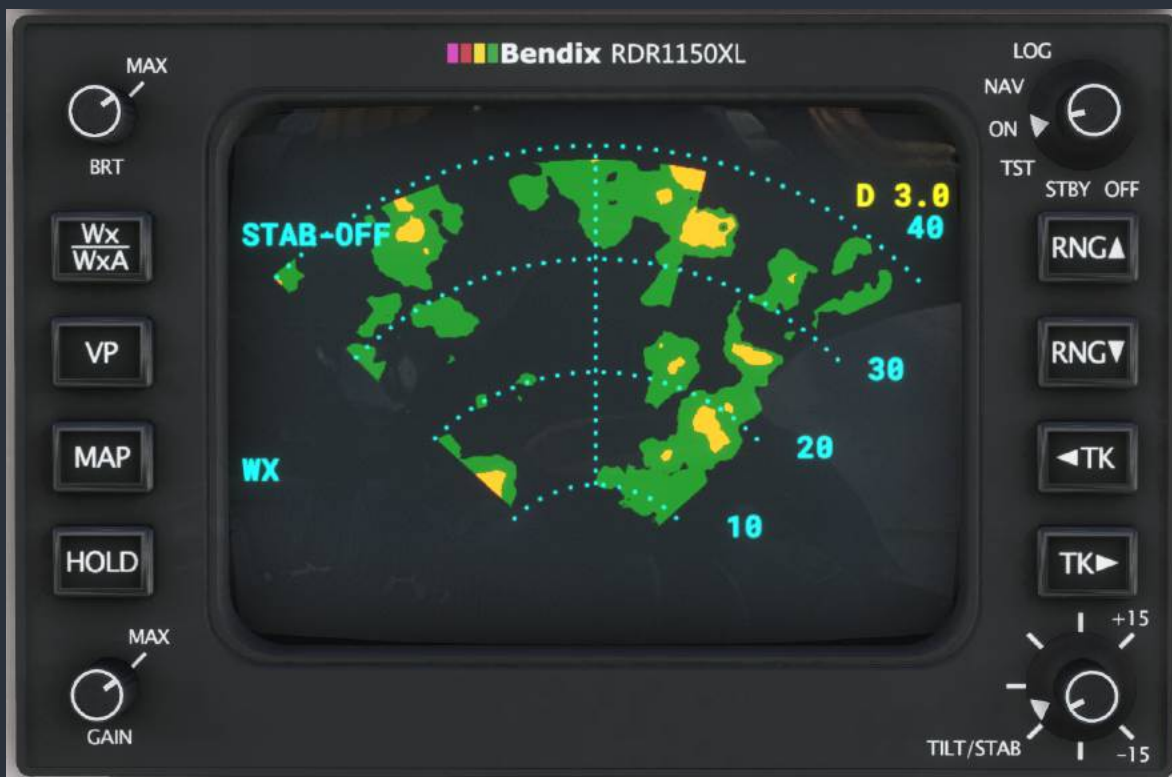 Bendix RDR1150XL
MAX
BRT
LOG
NAV
ON
TST
STBY OFF
D 3.0
40
STAB-OFF
Wx
WxA
RNG▲
VP
RNG▼
30
MAP
20
◄TK
WX
10
HOLD
TK►
MAX
GAIN
+15
TILT/STAB
-15